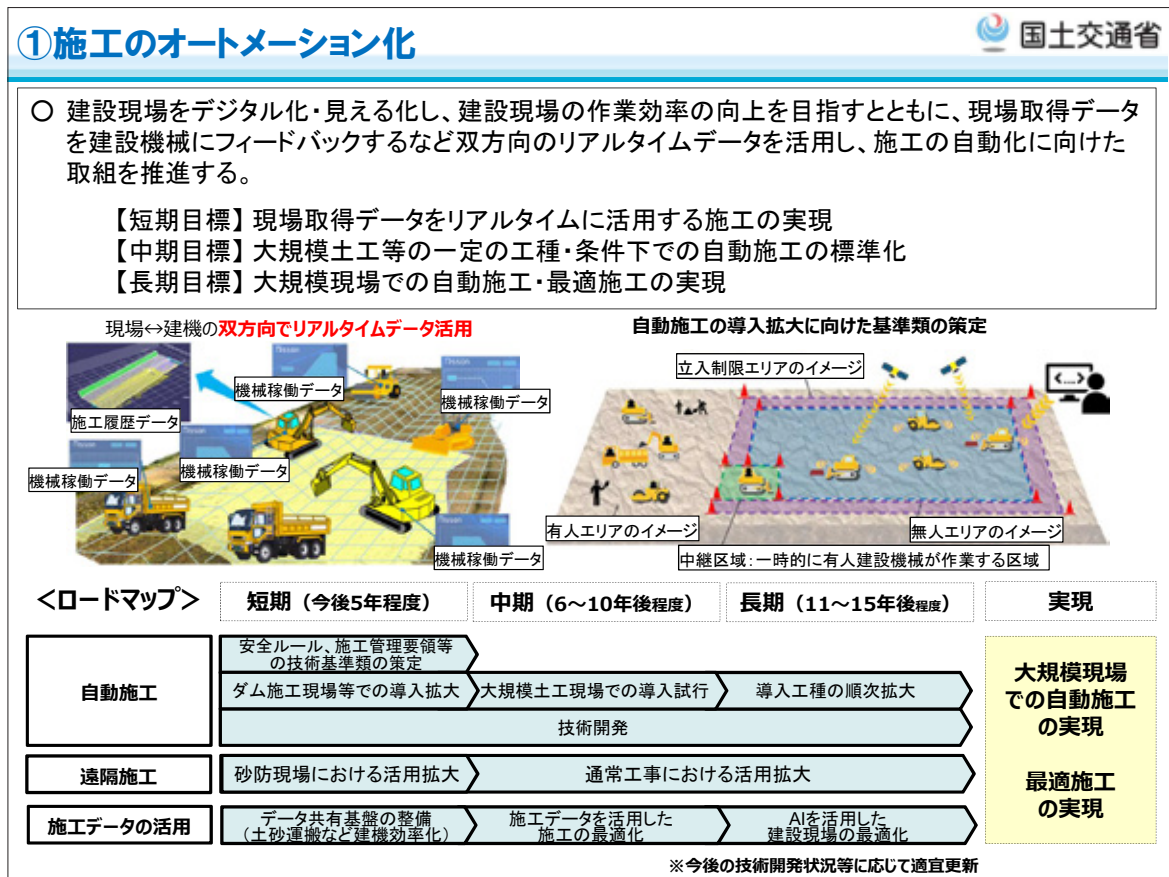 ①施工のオートメーション化
国土交通省
○ 建設現場をデジタル化・見える化し、建設現場の作業効率の向上を目指すとともに、現場取得データ
を建設機械にフィードバックするなど双方向のリアルタイムデータを活用し、施工の自動化に向けた
取組を推進する。
【短期目標】 現場取得データをリアルタイムに活用する施工の実現
【中期目標】 大規模土工等の一定の工種・条件下での自動施工の標準化
【長期目標】 大規模現場での自動施工・最適施工の実現
現場↔建機の双方向でリアルタイムデータ活用
施工履歴データ
機械稼働データ
機械稼働データ
機械稼働データ
機械稼働データ
機械稼働データ
自動施工の導入拡大に向けた基準類の策定
立入制限エリアのイメージ
<...>
有人エリアのイメージ
無人エリアのイメージ
中継区域:一時的に有人建設機械が作業する区域
<ロードマップ>
短期（今後5年程度）
中期（6～10年後程度）
長期（11～15年後程度）
実現
自動施工
安全ルール、施工管理要領等
の技術基準類の策定
ダム施工現場等での導入拡大
大規模土工現場での導入試行
導入工種の順次拡大
技術開発
遠隔施工
砂防現場における活用拡大
通常工事における活用拡大
施工データの活用
データ共有基盤の整備
（土砂運搬など建機効率化）
施工データを活用した
施工の最適化
AIを活用した
建設現場の最適化
大規模現場
での自動施工
の実現
最適施工
の実現
※今後の技術開発状況等に応じて適宜更新